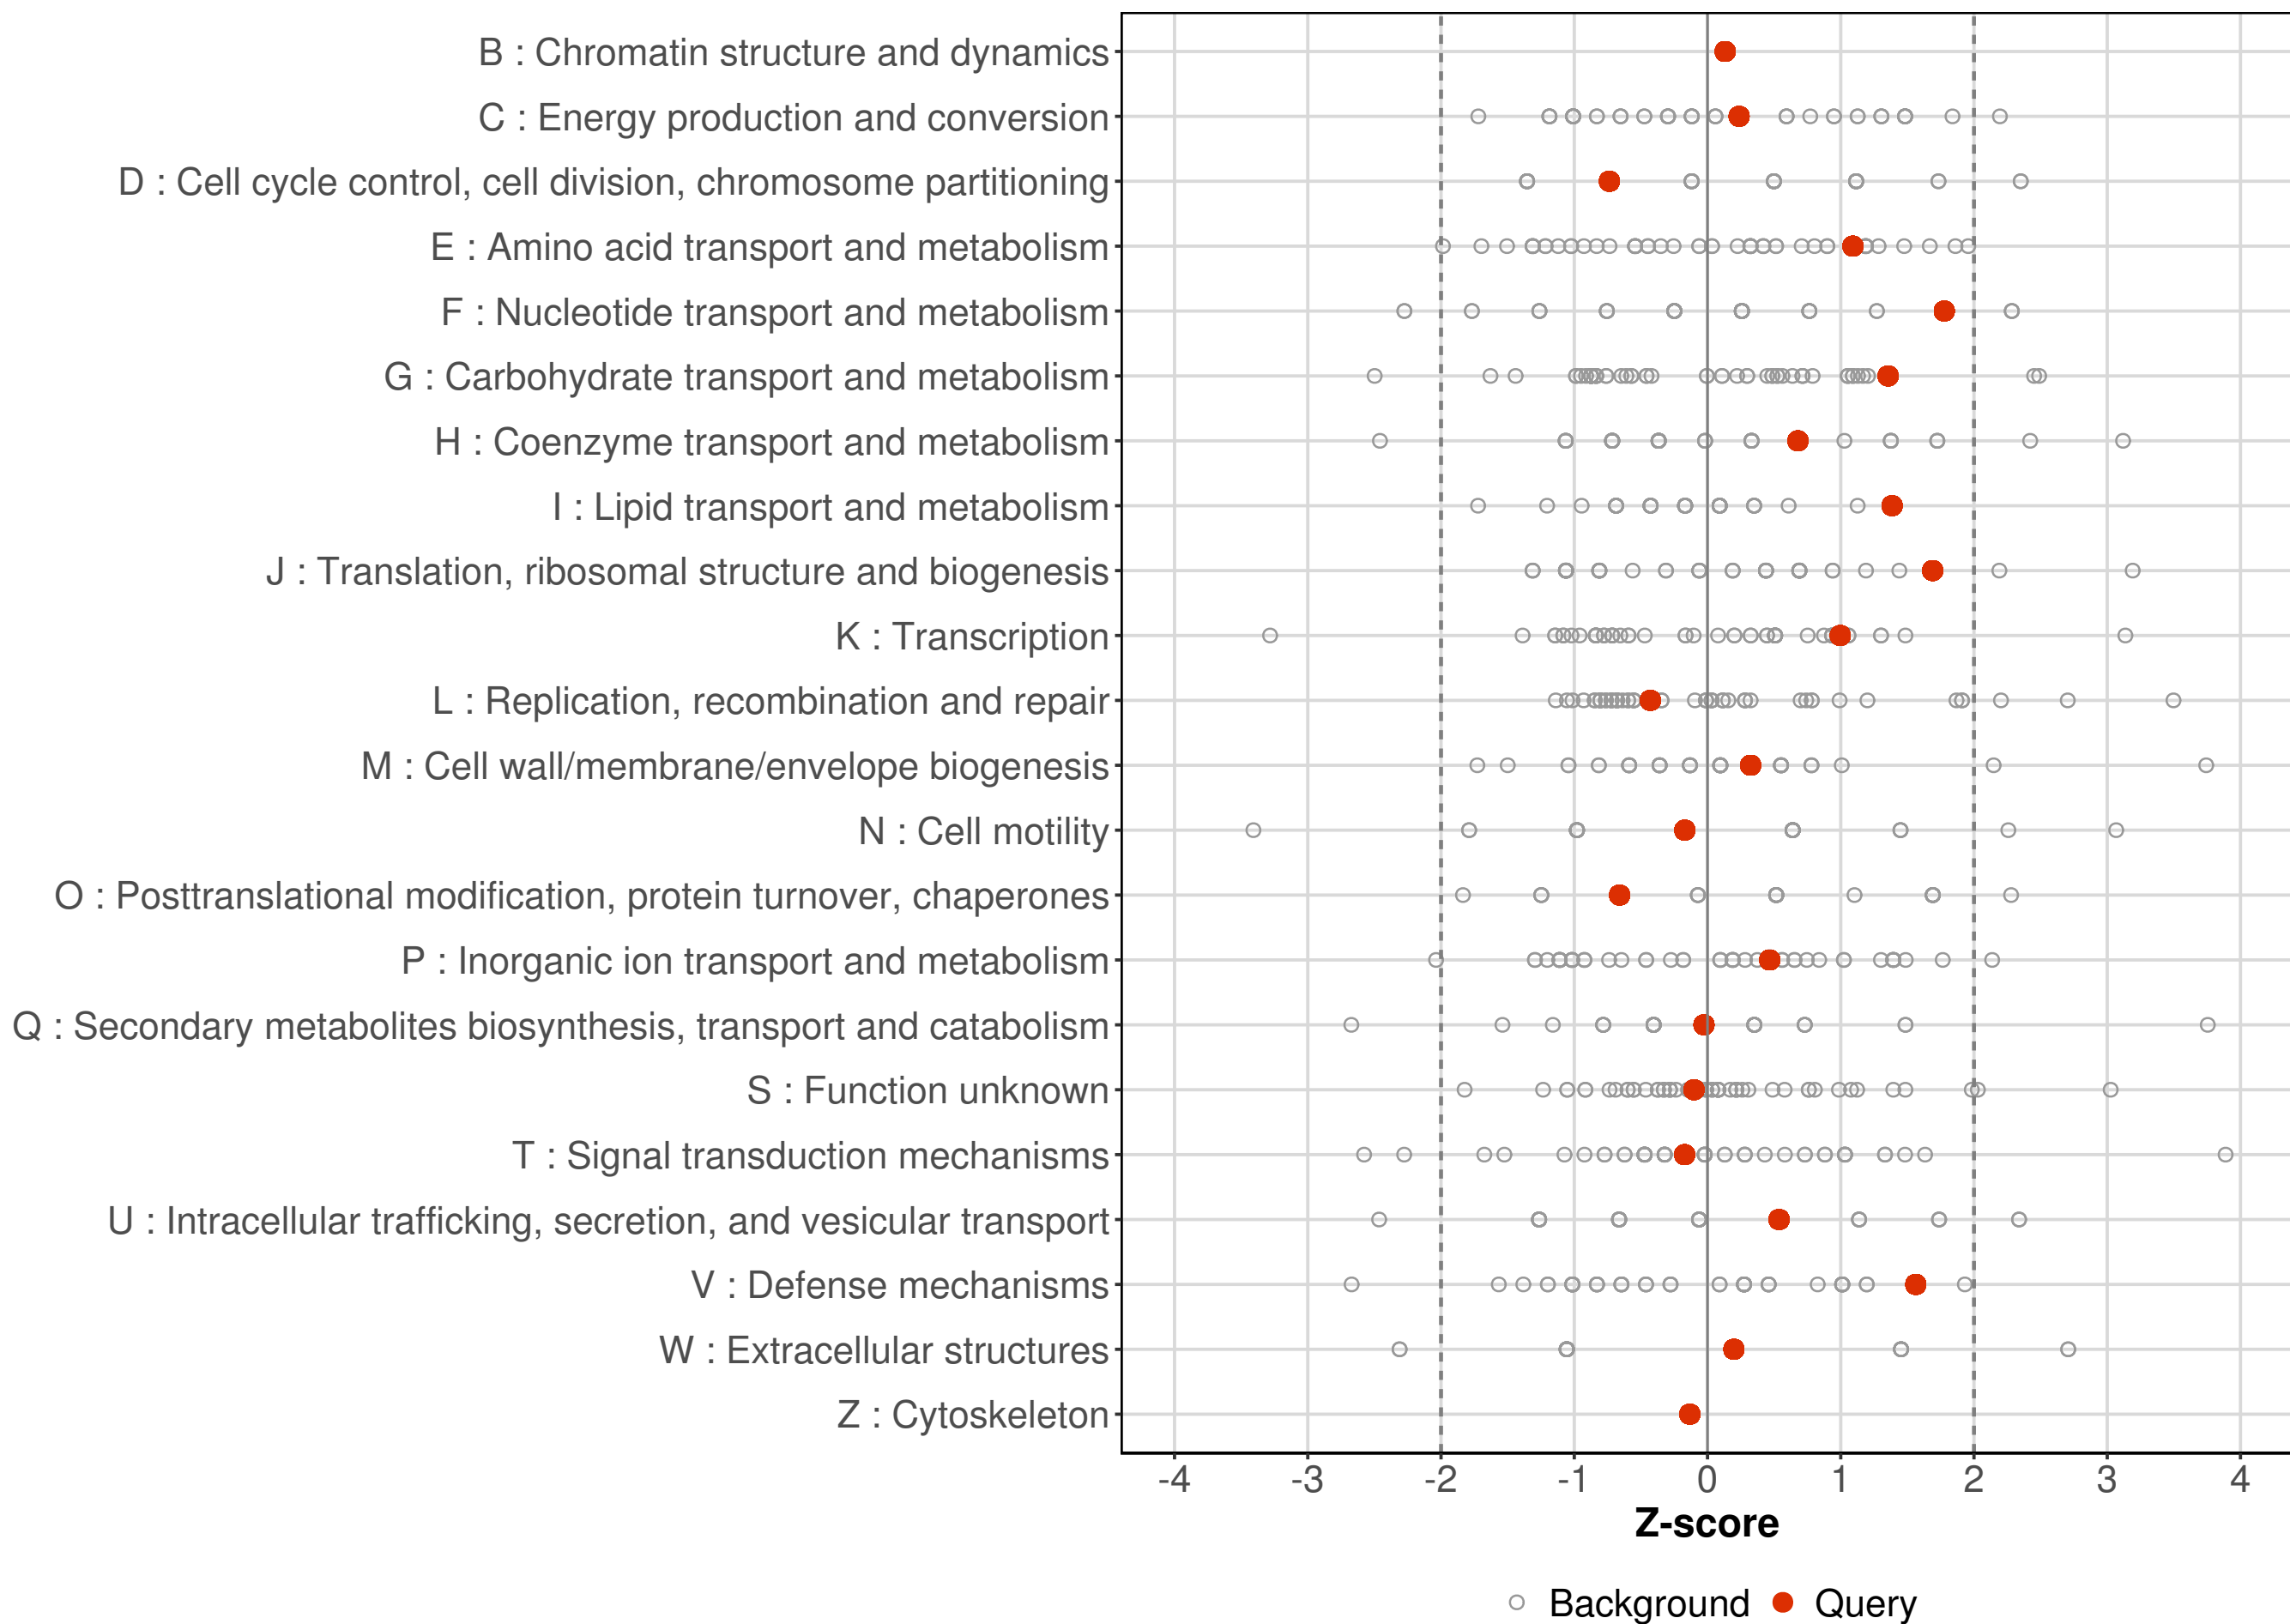 B : Chromatin structure and dynamics
C : Energy production and conversion
D : Cell cycle control, cell division, chromosome partitioning
E : Amino acid transport and metabolism
F : Nucleotide transport and metabolism
G : Carbohydrate transport and metabolism
H : Coenzyme transport and metabolism
I : Lipid transport and metabolism
J : Translation, ribosomal structure and biogenesis
K : Transcription
L : Replication, recombination and repair
M : Cell wall/membrane/envelope biogenesis
N : Cell motility
O : Posttranslational modification, protein turnover, chaperones
P : Inorganic ion transport and metabolism
Q : Secondary metabolites biosynthesis, transport and catabolism
S : Function unknown
T : Signal transduction mechanisms
U : Intracellular trafficking, secretion, and vesicular transport
V : Defense mechanisms
W : Extracellular structures
Z : Cytoskeleton
-4 -3 -2 -1 0 1 2 3 4
Z-score
Background Query